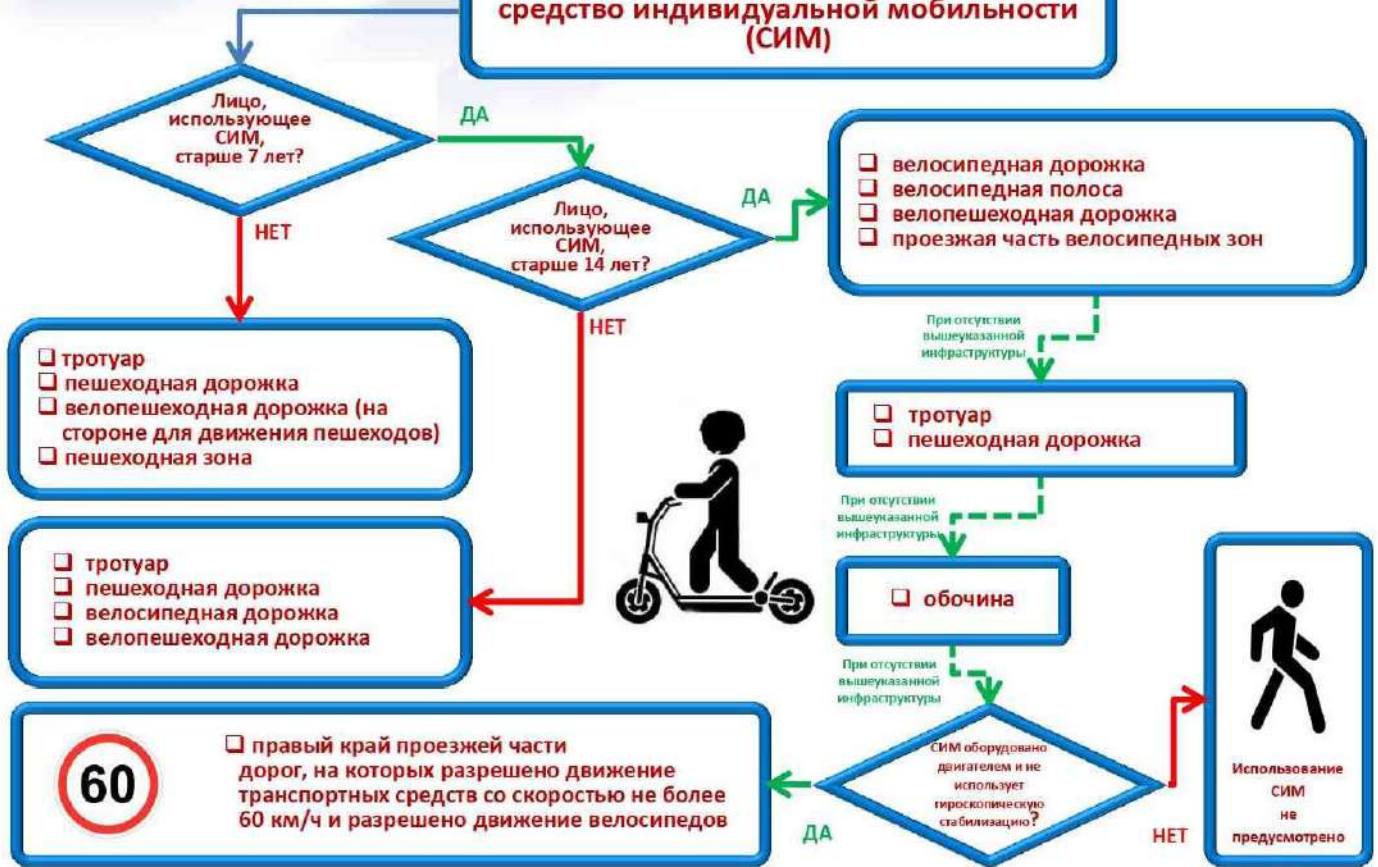 средство индивидуальной мобильности
(СИМ)
Лицо,
использующее
СИМ,
старше 7 лет?
ДА
НЕТ
Лицо,
использующее
СИМ,
старше 14 лет?
ДА
НЕТ
велосипедная дорожка
велосипедная полоса
велопешеходная дорожка
проезжая часть велосипедных зон
При отсутствии
вышеуказанной
инфраструктуры
тротуар
пешеходная дорожка
велопешеходная дорожка (на
стороне для движения пешеходов)
пешеходная зона
тротуар
пешеходная дорожка
При отсутствии
вышеуказанной
инфраструктуры
тротуар
пешеходная дорожка
велосипедная дорожка
велопешеходная дорожка
обочина
При отсутствии
вышеуказанной
инфраструктуры
СИМ оборудовано
двигателем и не
использует
гироскопическую
стабилизацию?
ДА
НЕТ
60
правый край проезжей части
дорог, на которых разрешено движение
транспортных средств со скоростью не более
60 км/ч и разрешено движение велосипедов
Использование
СИМ
не
предусмотрено